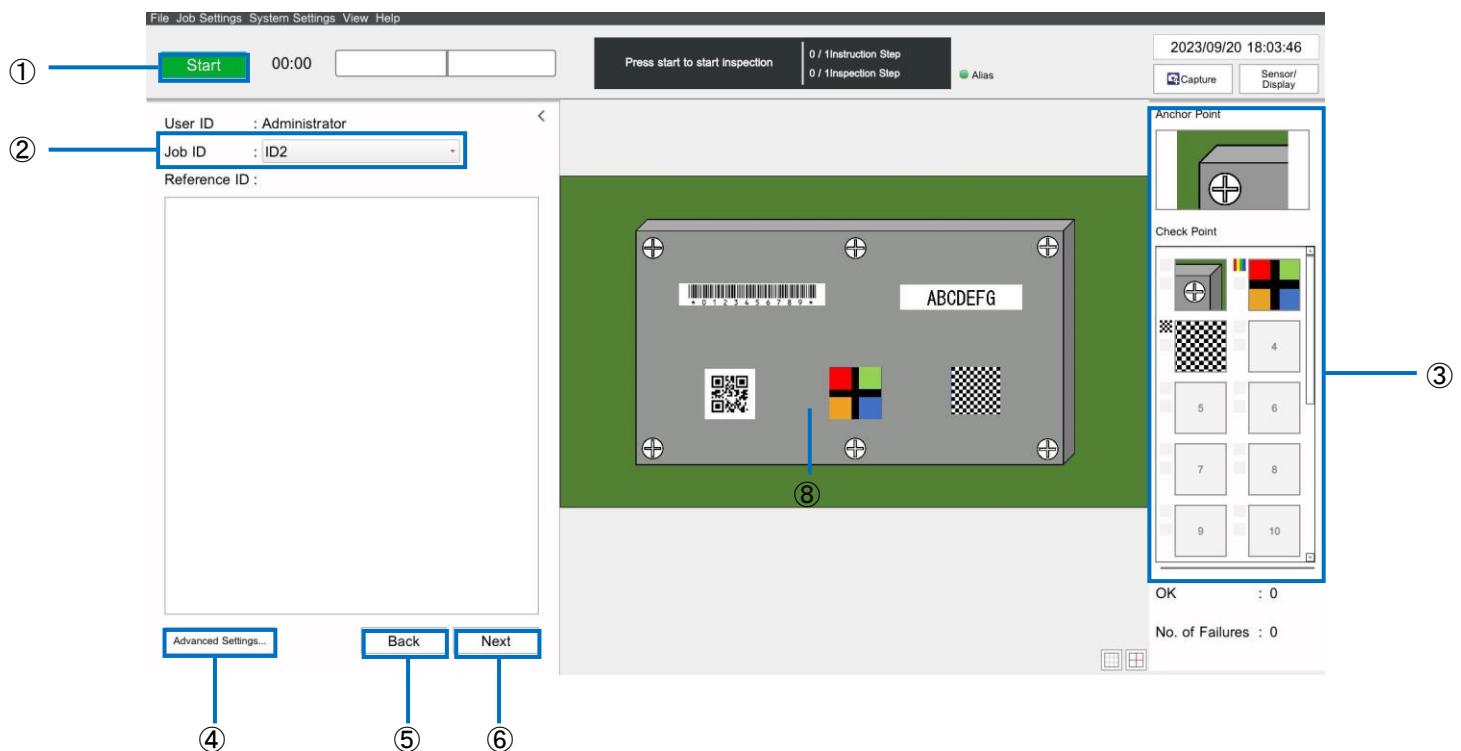 File Job Settings System Settings View Help
① Start 00:00
Press start to start inspection
0 / 1Instruction Step
0 / 1Inspection Step
Alias
2023/09/20 18:03:46
Capture
Sensor/
Display
User ID : Administrator
<
② Job ID : ID2
Reference ID :
Anchor Point
Check Point
4
5 6
7 8
9 10
③
*0123456789*
ABCDEFG
⑧
OK : 0
No. of Failures : 0
Advanced Settings... Back Next
④ ⑤ ⑥